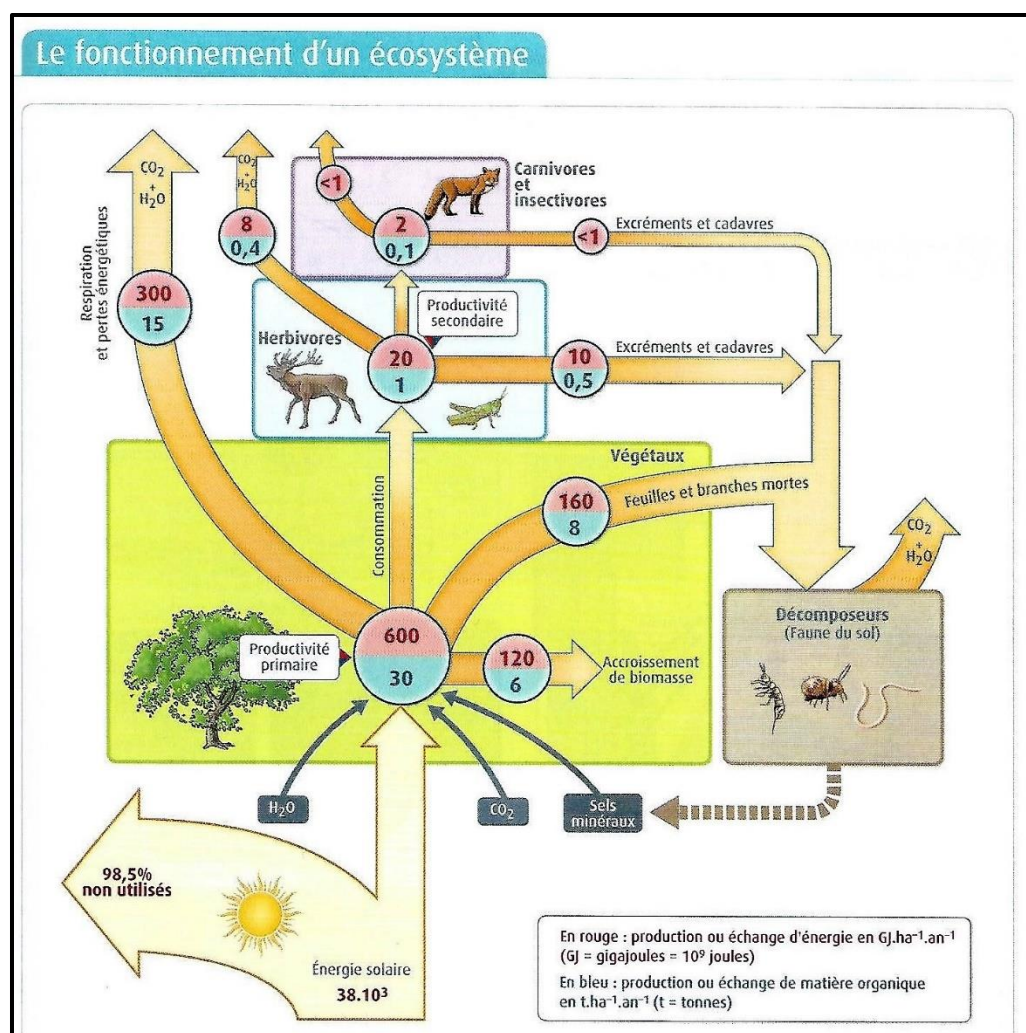 Le fonctionnement d'un écosystème
CO2
+
H2O
CO2
+
H2O
<1
Carnivores
et
insectivores
2
0,1
<1
Excréments et cadavres
8
0,4
Respiration
et pertes énergétiques
300
15
Productivité
secondaire
Herbivores
20
1
10
0,5
Excréments et cadavres
Végétaux
Consommation
160
8
Feuilles et branches mortes
CO2
+
H2O
Décomposeurs
(Faune du sol)
Productivité
primaire
600
30
120
6
Accroissement
de biomasse
H2O
CO2
Sels
minéraux
98,5%
non utilisés
Énergie solaire
38.10³
En rouge : production ou échange d'énergie en GJ.ha⁻¹.an⁻¹
(GJ = gigajoules = 10⁹ joules)
En bleu : production ou échange de matière organique
en t.ha⁻¹.an⁻¹ (t = tonnes)